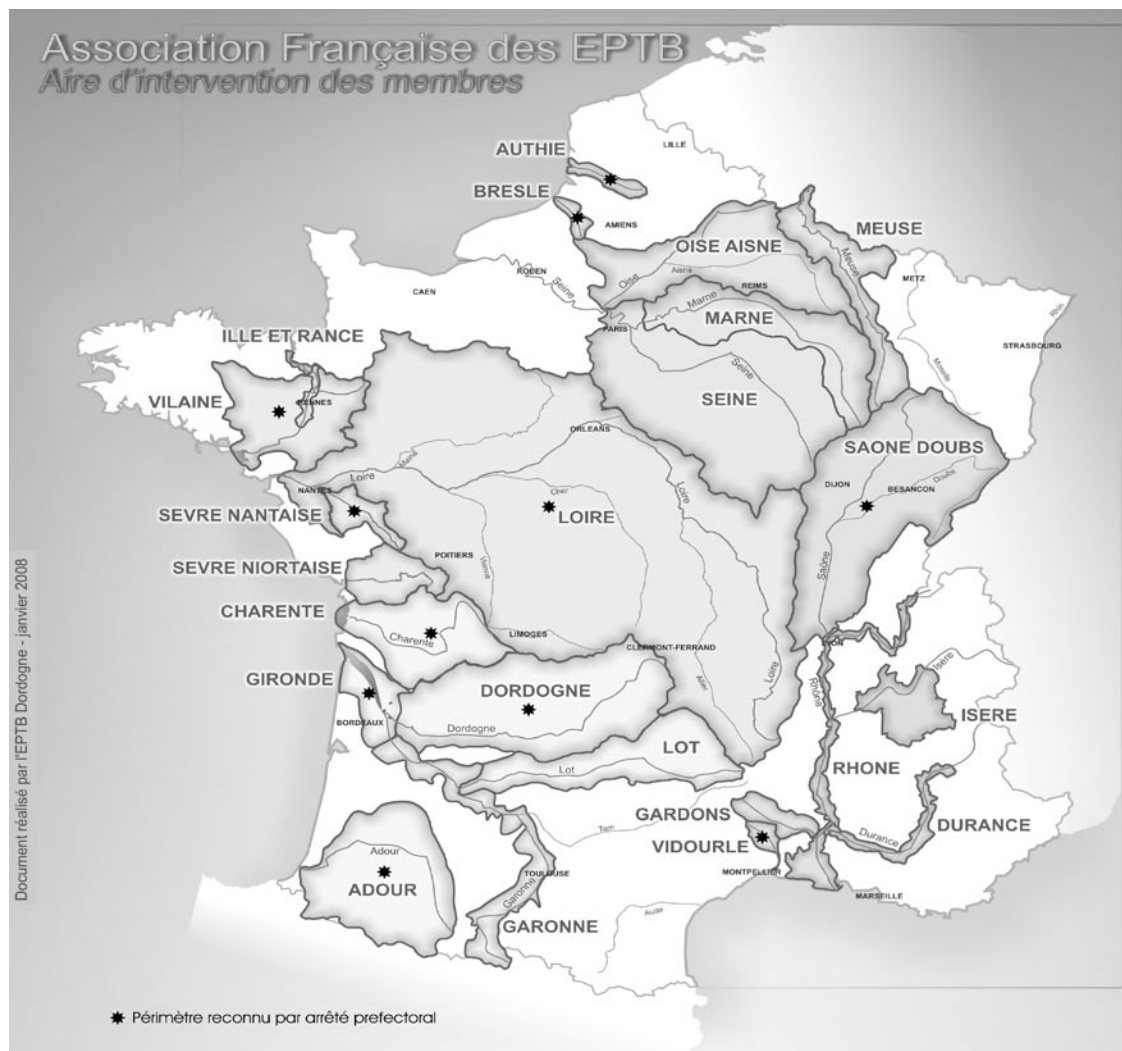 Association Française des EPTB
Aire d'intervention des membres
LILLE
AUTHIE
BRESLE
AMIENS
MEUSE
OISE AISNE
Meuse
METZ
ROUEN
Seine
Oise
Aisne
REIMS
CAEN
Marne
MARNE
Rhin
PARIS
ILLE ET RANCE
STRASBOURG
Moselle
Seine
SEINE
VILAINE
RENNES
ORLEANS
SAONE DOUBS
Maine
Loire
Loire
DIJON
BESANCON
Doubs
NANTES
Cher
SEVRE NANTAISE
LOIRE
POITIERS
Vienne
Saône
SEVRE NIORTAISE
CHARENTE
Charente
LIMOGES
CLERMONT-FERRAND
LYON
Isère
GIRONDE
DORDOGNE
Allier
Loire
Rhône
BORDEAUX
Dordogne
ISERE
LOT
Lot
RHONE
GARDONS
DURANCE
Tarn
Durance
VIDOURLE
Adour
ADOUR
TOULOUSE
MONTPELLIER
MARSEILLE
Garonne
GARONNE
Aude
Périmètre reconnu par arrêté prefectoral
Document réalisé par l'EPTB Dordogne - janvier 2008